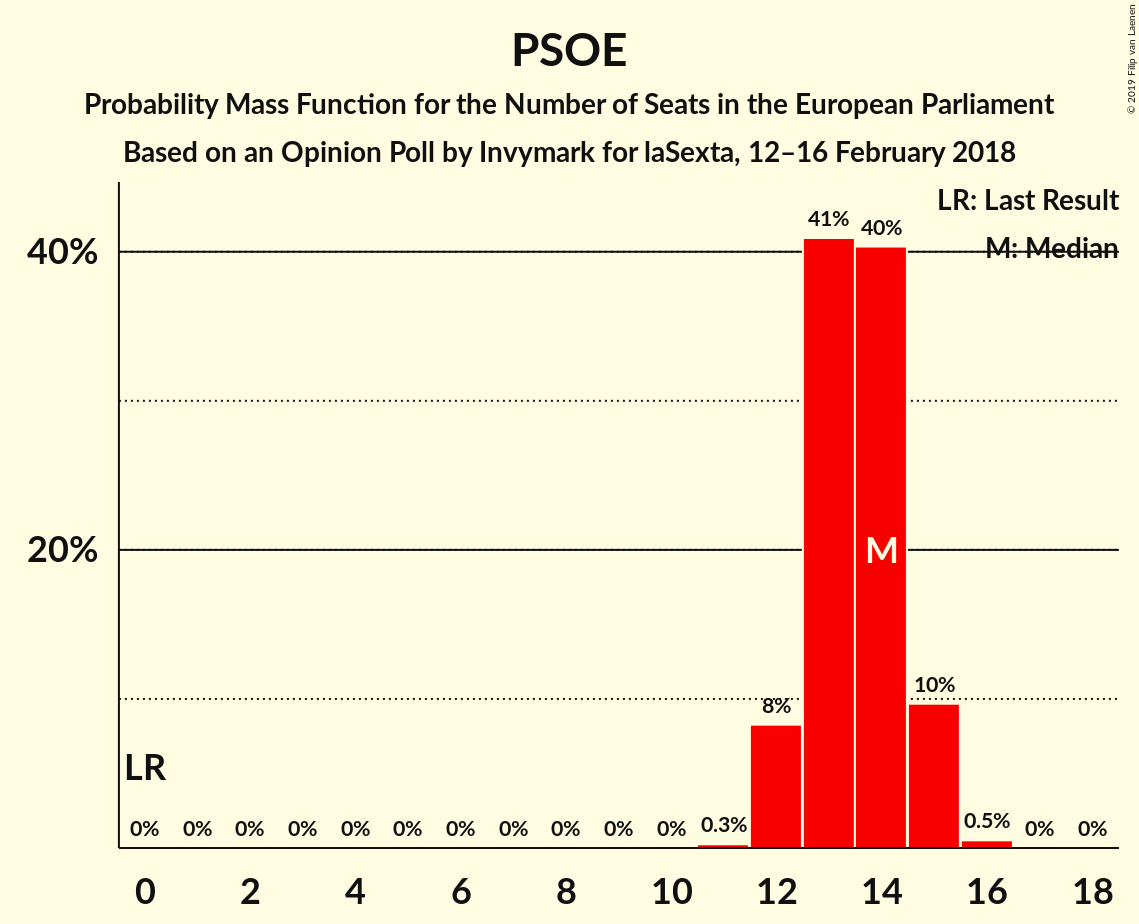 PSOE
Probability Mass Function for the Number of Seats in the European Parliament
Based on an Opinion Poll by Invymark for laSexta, 12–16 February 2018
© 2019 Filip van Laenen
LR: Last Result
M: Median
40%
20%
41%
40%
M
10%
8%
LR
0% 0% 0% 0% 0% 0% 0% 0% 0% 0% 0% 0.3% 0.5% 0% 0%
0 2 4 6 8 10 12 14 16 18